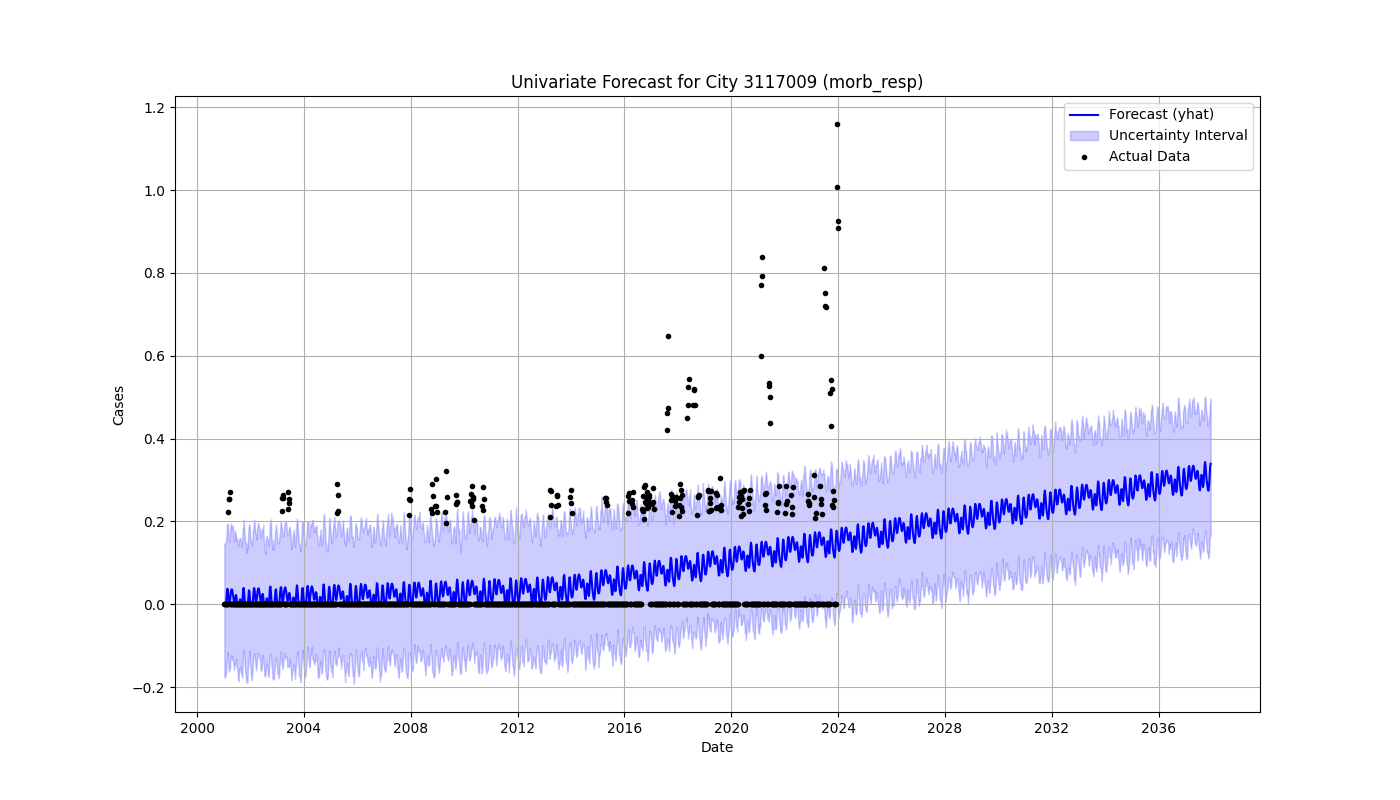 Univariate Forecast for City 3117009 (morb_resp)
Forecast (yhat)
Uncertainty Interval
Actual Data
Cases
1.2
1.0
0.8
0.6
0.4
0.2
0.0
−0.2
2000 2004 2008 2012 2016 2020 2024 2028 2032 2036
Date